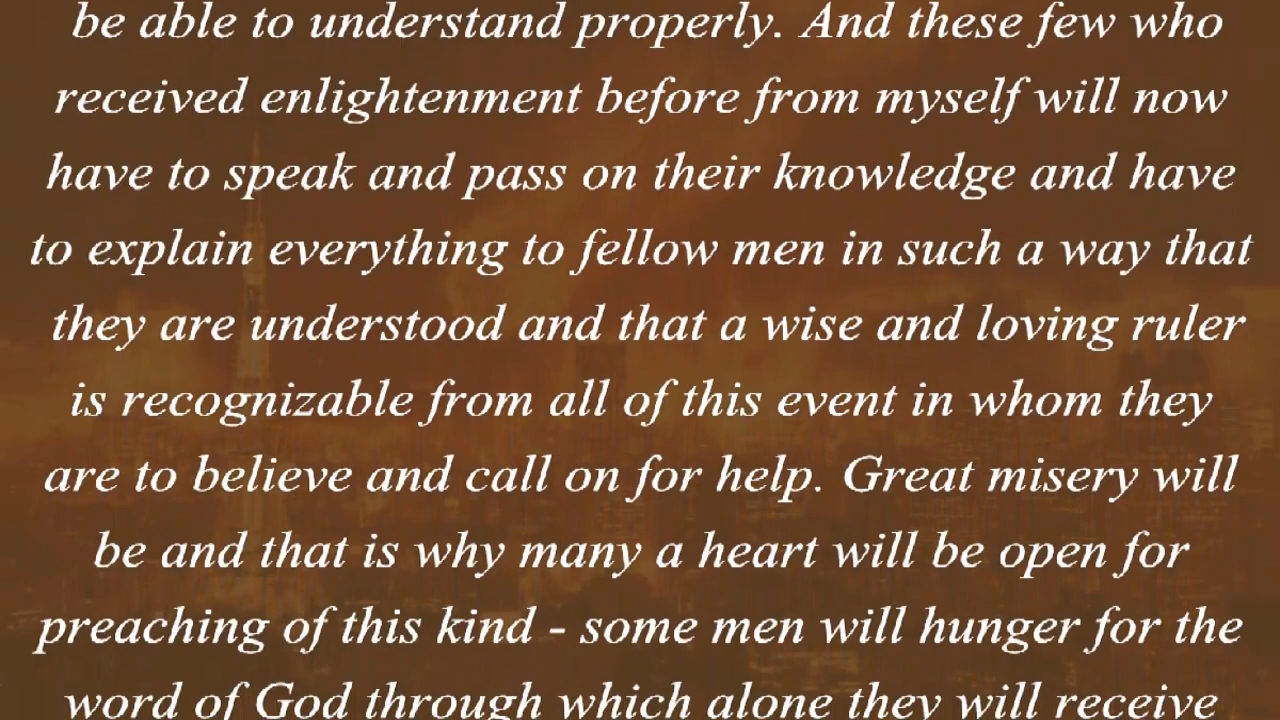 be able to understand properly. And these few who
received enlightenment before from myself will now
have to speak and pass on their knowledge and have
to explain everything to fellow men in such a way that
they are understood and that a wise and loving ruler
is recognizable from all of this event in whom they
are to believe and call on for help. Great misery will
be and that is why many a heart will be open for
preaching of this kind - some men will hunger for the
word of God through which alone they will receive